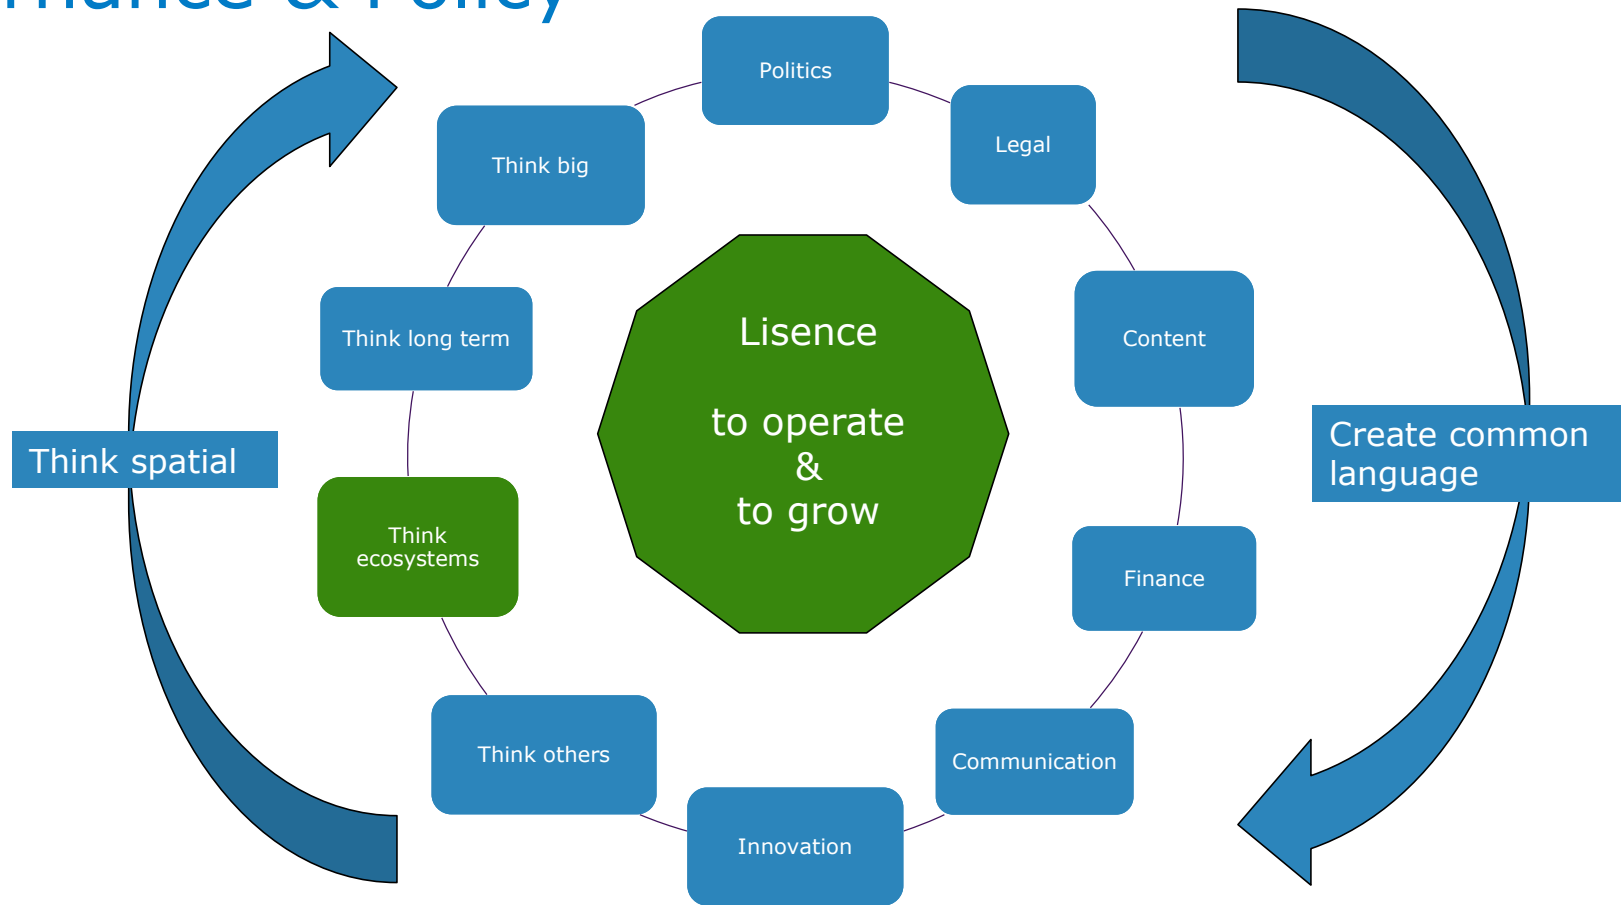 & Policy
Politics
Legal
Think big
Content
Think long term
Lisence
to operate
&
to grow
Think spatial
Create common
language
Think
ecosystems
Finance
Think others
Communication
Innovation